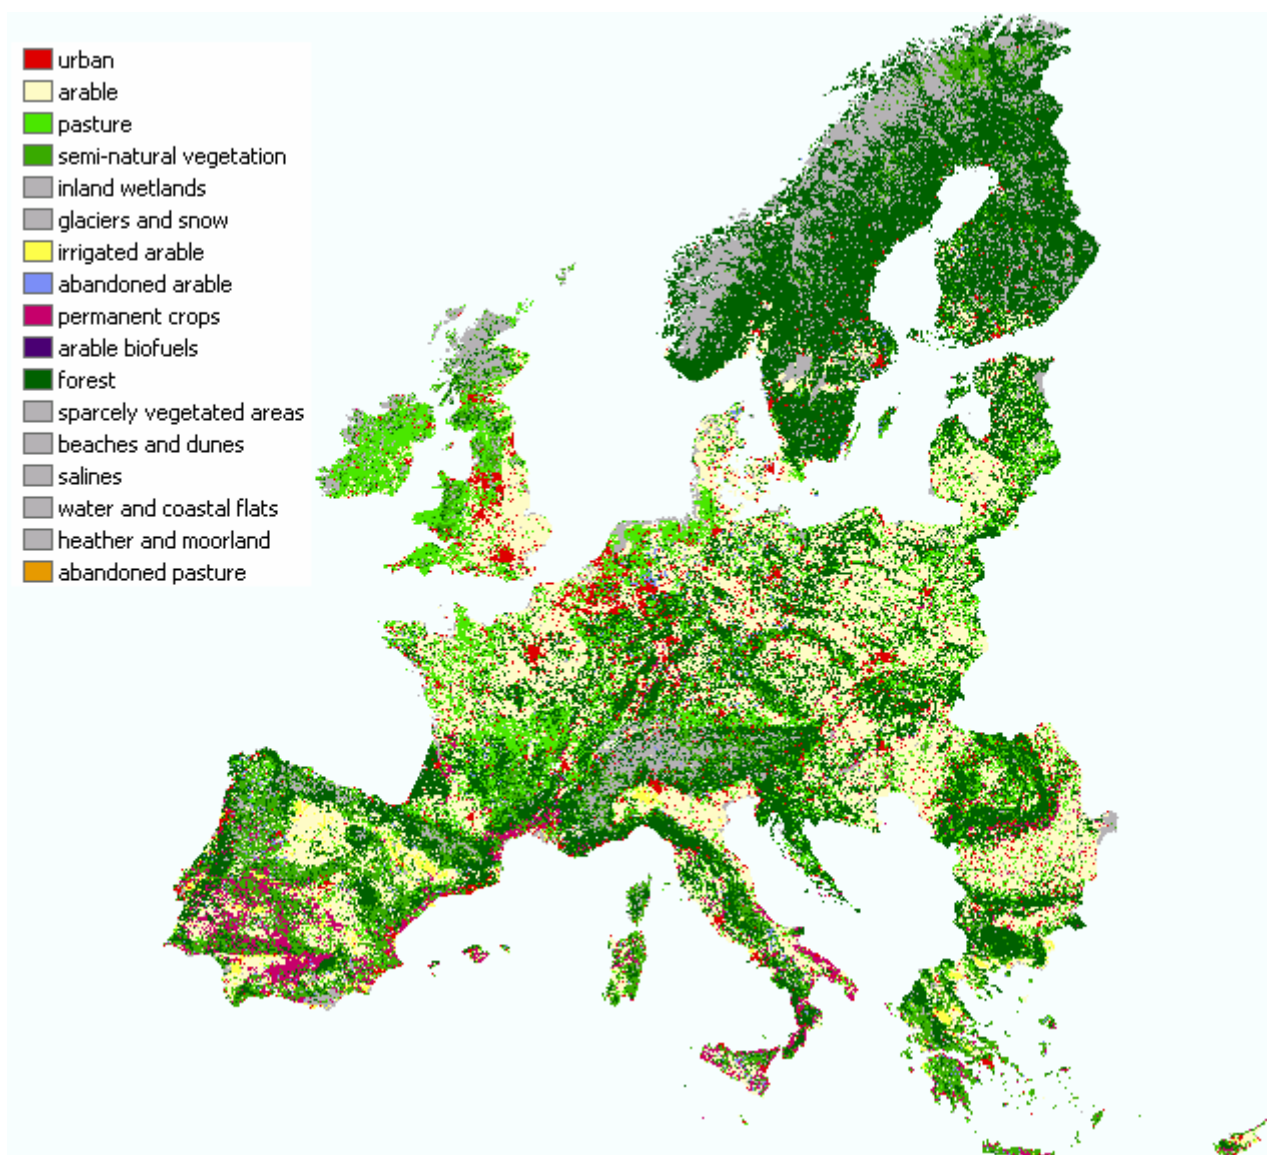 urban
arable
pasture
semi-natural vegetation
inland wetlands
glaciers and snow
irrigated arable
abandoned arable
permanent crops
arable biofuels
forest
sparcely vegetated areas
beaches and dunes
salines
water and coastal flats
heather and moorland
abandoned pasture